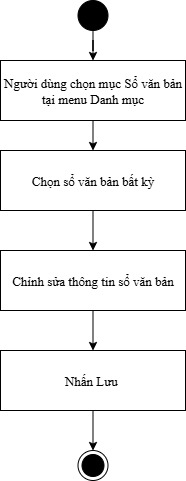 Người dùng chọn mục Sổ văn bản
tại menu Danh mục
Chọn sổ văn bản bất kỳ
Chỉnh sửa thông tin sổ văn bản
Nhấn Lưu